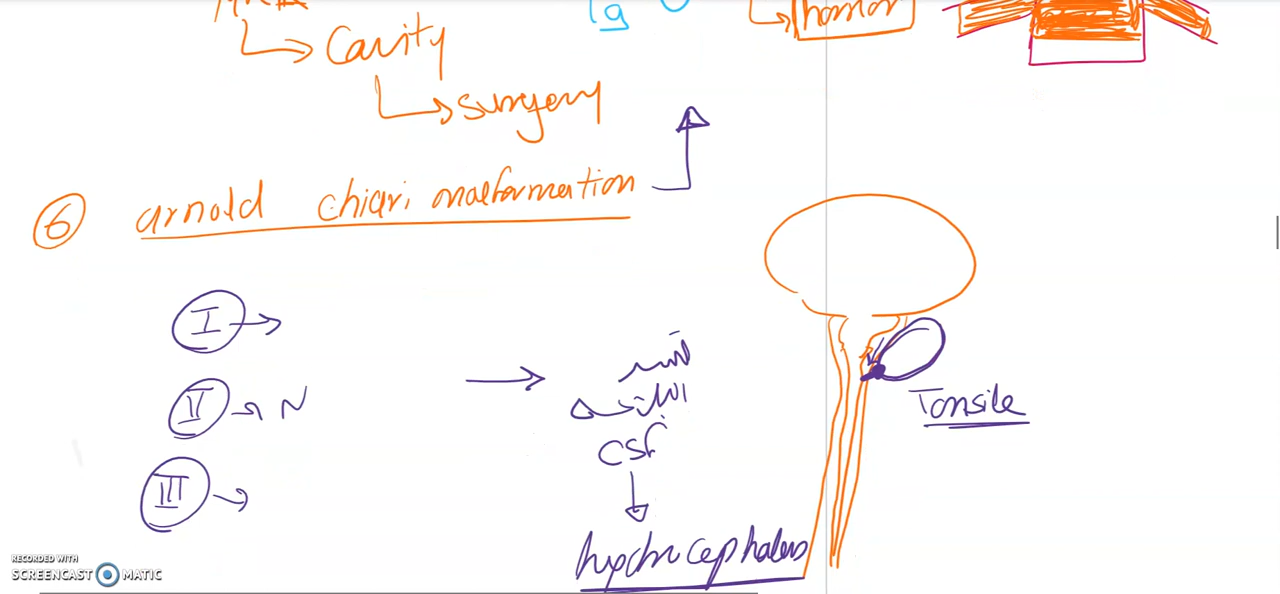 Cavity
surgery
6 arnold chiari malformation
I
II → N
III
CSF
hydrocephalus
Tonsile
RECORDED WITH
SCREENCAST MATIC